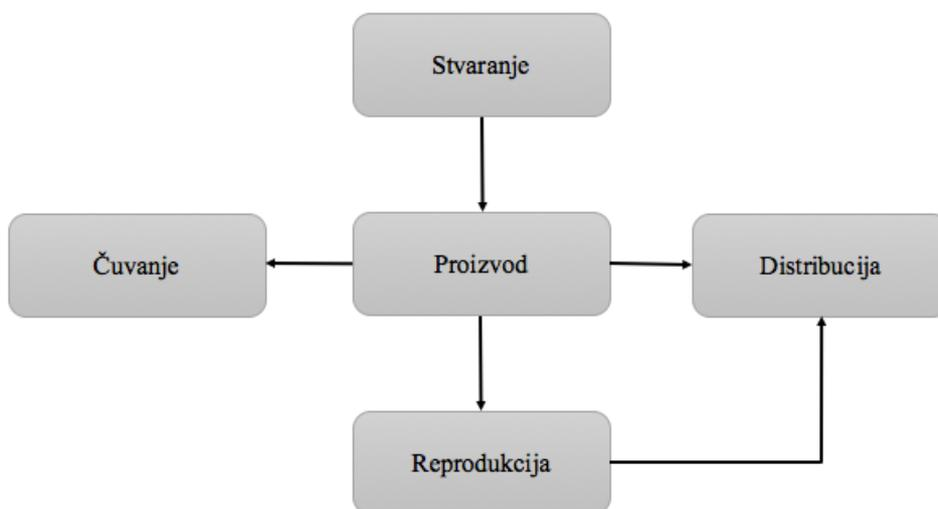 Stvaranje
Čuvanje
Proizvod
Distribucija
Reprodukcija